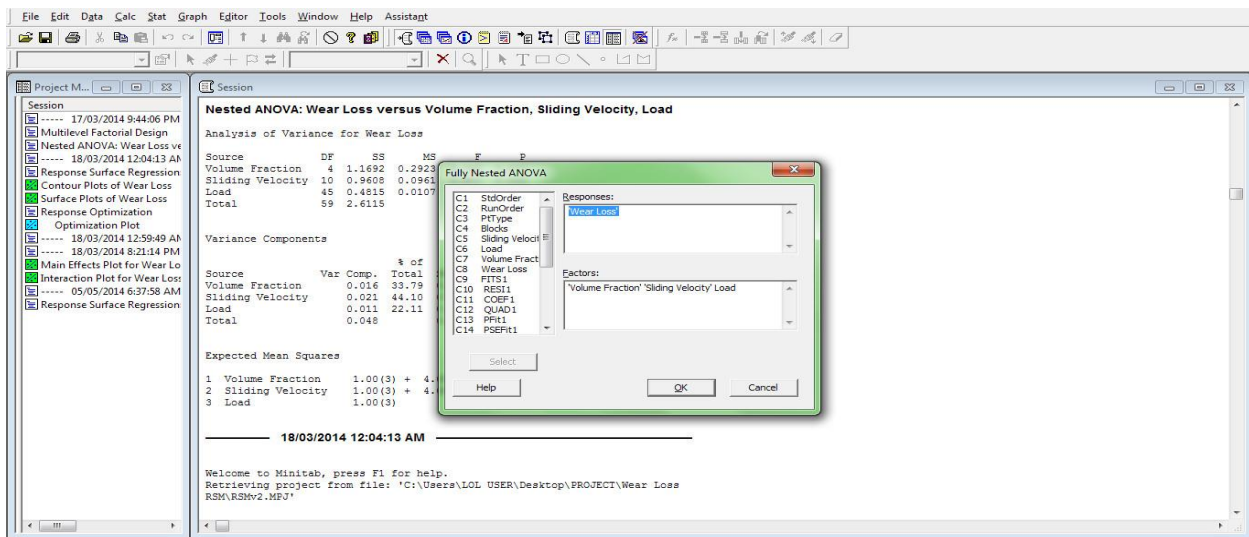 File Edit Data Calc Stat Graph Editor Tools Window Help Assistant
Project M...
Session
----- 17/03/2014 9:44:06 PM
Multilevel Factorial Design
Nested ANOVA: Wear Loss ve
----- 18/03/2014 12:04:13 AM
Response Surface Regression:
Contour Plots of Wear Loss
Surface Plots of Wear Loss
Response Optimization
Optimization Plot
----- 18/03/2014 12:59:49 AM
----- 18/03/2014 8:21:14 PM
Main Effects Plot for Wear Lo
Interaction Plot for Wear Loss
----- 05/05/2014 6:37:58 AM
Response Surface Regression:
Session
Nested ANOVA: Wear Loss versus Volume Fraction, Sliding Velocity, Load
Analysis of Variance for Wear Loss
Source DF SS MS F P
Volume Fraction 4 1.1692 0.2923
Sliding Velocity 10 0.9608 0.0961
Load 45 0.4815 0.0107
Total 59 2.6115
Variance Components
% of
Source Var Comp. Total
Volume Fraction 0.016 33.79
Sliding Velocity 0.021 44.10
Load 0.011 22.11
Total 0.048
Expected Mean Squares
1 Volume Fraction 1.00(3) + 4.
2 Sliding Velocity 1.00(3) + 4.
3 Load 1.00(3)
18/03/2014 12:04:13 AM
Welcome to Minitab, press F1 for help.
Retrieving project from file: 'C:\Users\LOL USER\Desktop\PROJECT\Wear Loss
RSM\RSMv2.MPJ'
Fully Nested ANOVA
C1 StdOrder
C2 RunOrder
C3 PtType
C4 Blocks
C5 Sliding Velocit
C6 Load
C7 Volume Fract
C8 Wear Loss
C9 FITS1
C10 RESI1
C11 COEF1
C12 QUAD1
C13 PFit1
C14 PSEFit1
Responses:
'Wear Loss'
Factors:
'Volume Fraction' 'Sliding Velocity' Load
Select
Help
OK
Cancel